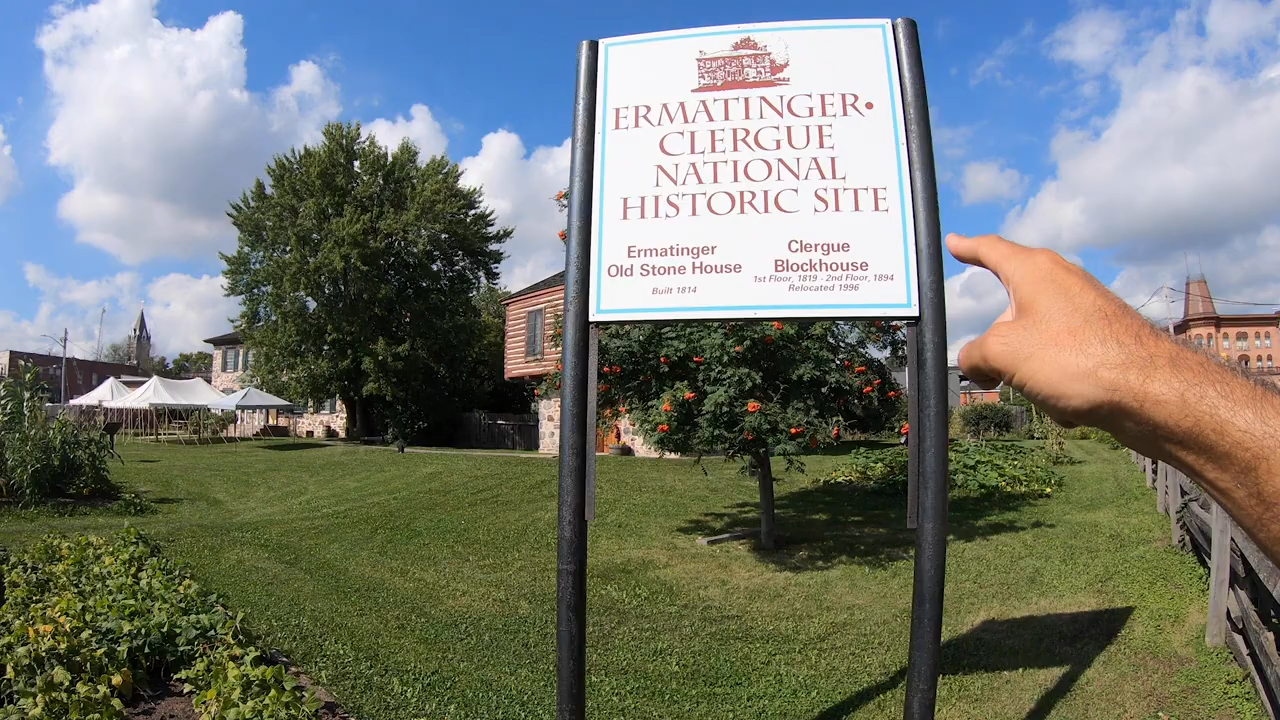 ERMATINGER•
CLERGUE
NATIONAL
HISTORIC SITE
Ermatinger
Old Stone House
Built 1814
Clergue
Blockhouse
1st Floor, 1819 - 2nd Floor, 1894
Relocated 1996